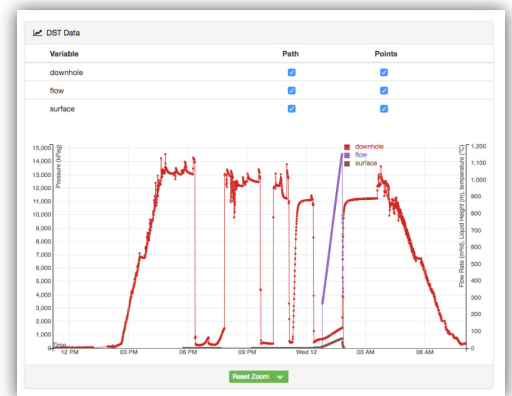 DST Data
Variable Path Points
downhole
flow
surface
15,000
14,000
13,000
12,000
11,000
10,000
9,000
8,000
7,000
6,000
5,000
4,000
3,000
2,000
1,000
0
Pressure (kPag)
downhole
flow
surface
1,200
1,100
1,000
900
800
700
600
500
400
300
200
100
0
Flow Rate (m³/d), Liquid Height (m), temperature (°C)
Time
12 PM 03 PM 06 PM 09 PM Wed 12 03 AM 06 AM
Reset Zoom